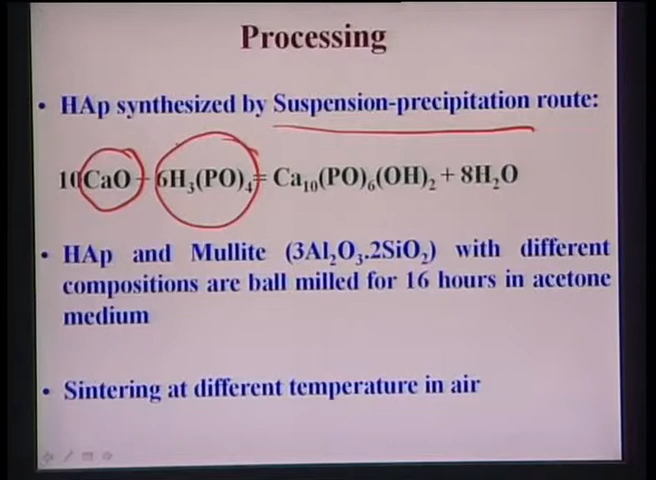 Processing
• HAp synthesized by Suspension-precipitation route:
10CaO + 6H₃(PO)₄ = Ca₁₀(PO)₆(OH)₂ + 8H₂O
• HAp and Mullite (3Al₂O₃.2SiO₂) with different
compositions are ball milled for 16 hours in acetone
medium
• Sintering at different temperature in air